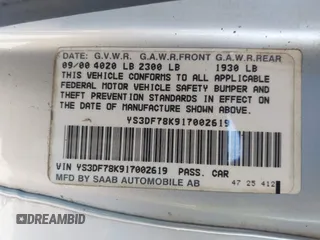 DATE: G.V.W.R. G.A.W.R.FRONT G.A.W.R.REAR
09/00 4020 LB 2300 LB 1930 LB
THIS VEHICLE CONFORMS TO ALL APPLICABLE
FEDERAL MOTOR VEHICLE SAFETY BUMPER AND
THEFT PREVENTION STANDARDS IN EFFECT ON
THE DATE OF MANUFACTURE SHOWN ABOVE.
YS3DF78K917002619
VIN YS3DF78K917002619 PASS. CAR
MFD BY SAAB AUTOMOBILE AB 47 25 412
DREAMBID